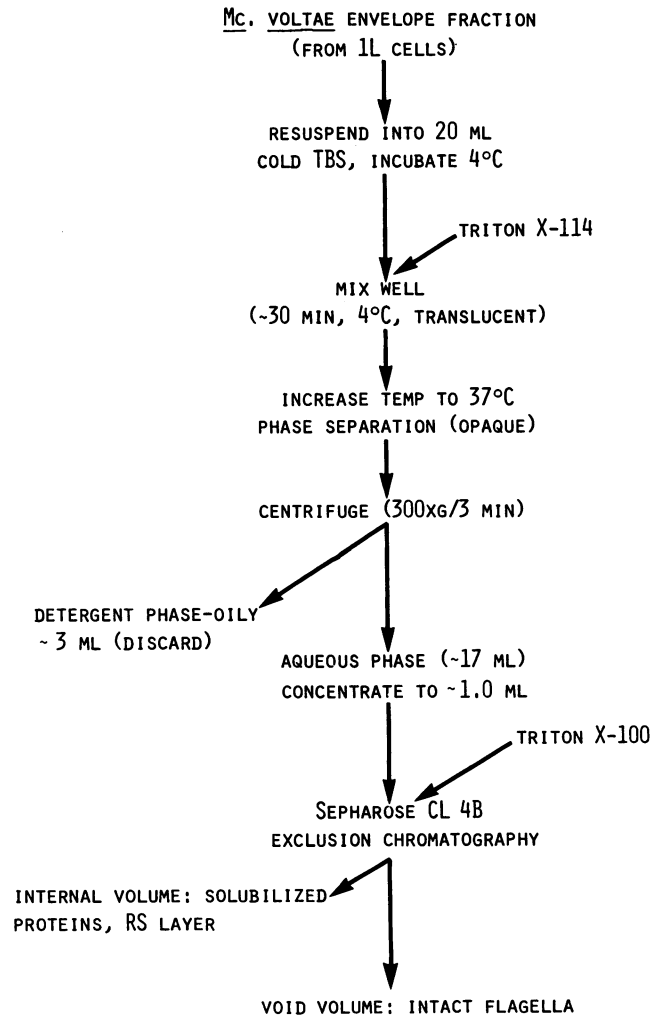 Mc. VOLTAE ENVELOPE FRACTION
(FROM 1L CELLS)
RESUSPEND INTO 20 ML
COLD TBS, INCUBATE 4°C
TRITON X-114
MIX WELL
(~30 MIN, 4°C, TRANSLUCENT)
INCREASE TEMP TO 37°C
PHASE SEPARATION (OPAQUE)
CENTRIFUGE (300XG/3 MIN)
DETERGENT PHASE-OILY
~ 3 ML (DISCARD)
AQUEOUS PHASE (~17 ML)
CONCENTRATE TO ~1.0 ML
TRITON X-100
SEPHAROSE CL 4B
EXCLUSION CHROMATOGRAPHY
INTERNAL VOLUME: SOLUBILIZED
PROTEINS, RS LAYER
VOID VOLUME: INTACT FLAGELLA